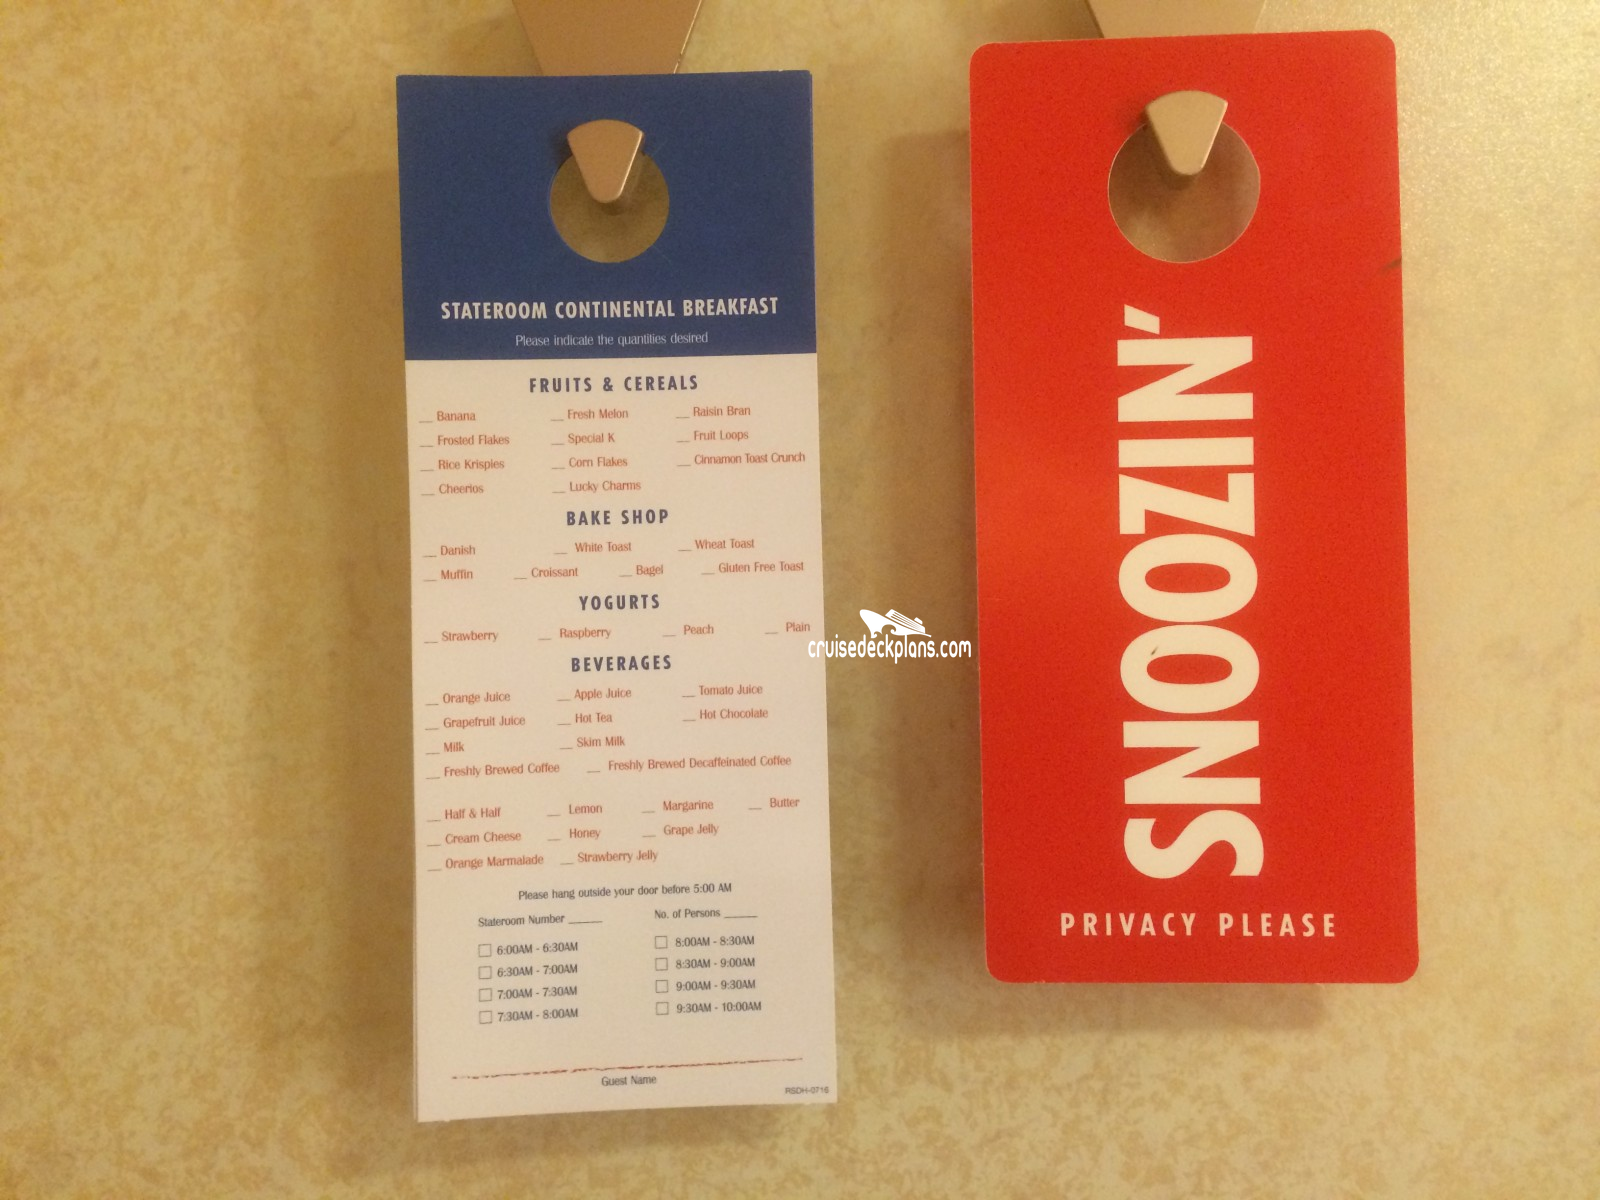 STATEROOM CONTINENTAL BREAKFAST
Please indicate the quantities desired
FRUITS & CEREALS
__ Banana __ Fresh Melon __ Raisin Bran
__ Frosted Flakes __ Special K __ Fruit Loops
__ Rice Krispies __ Corn Flakes __ Cinnamon Toast Crunch
__ Cheerios __ Lucky Charms
BAKE SHOP
__ Danish __ White Toast __ Wheat Toast
__ Muffin __ Croissant __ Bagel __ Gluten Free Toast
YOGURTS
__ Strawberry __ Raspberry __ Peach __ Plain
BEVERAGES
__ Orange Juice __ Apple Juice __ Tomato Juice
__ Grapefruit Juice __ Hot Tea __ Hot Chocolate
__ Milk __ Skim Milk
__ Freshly Brewed Coffee __ Freshly Brewed Decaffeinated Coffee
__ Half & Half __ Lemon __ Margarine __ Butter
__ Cream Cheese __ Honey __ Grape Jelly
__ Orange Marmalade __ Strawberry Jelly
Please hang outside your door before 5:00 AM
Stateroom Number ______ No. of Persons ______
6:00AM - 6:30AM 8:00AM - 8:30AM
6:30AM - 7:00AM 8:30AM - 9:00AM
7:00AM - 7:30AM 9:00AM - 9:30AM
7:30AM - 8:00AM 9:30AM - 10:00AM
Guest Name
RSDH-0716
cruisedeckplans.com
SNOOZIN'
PRIVACY PLEASE